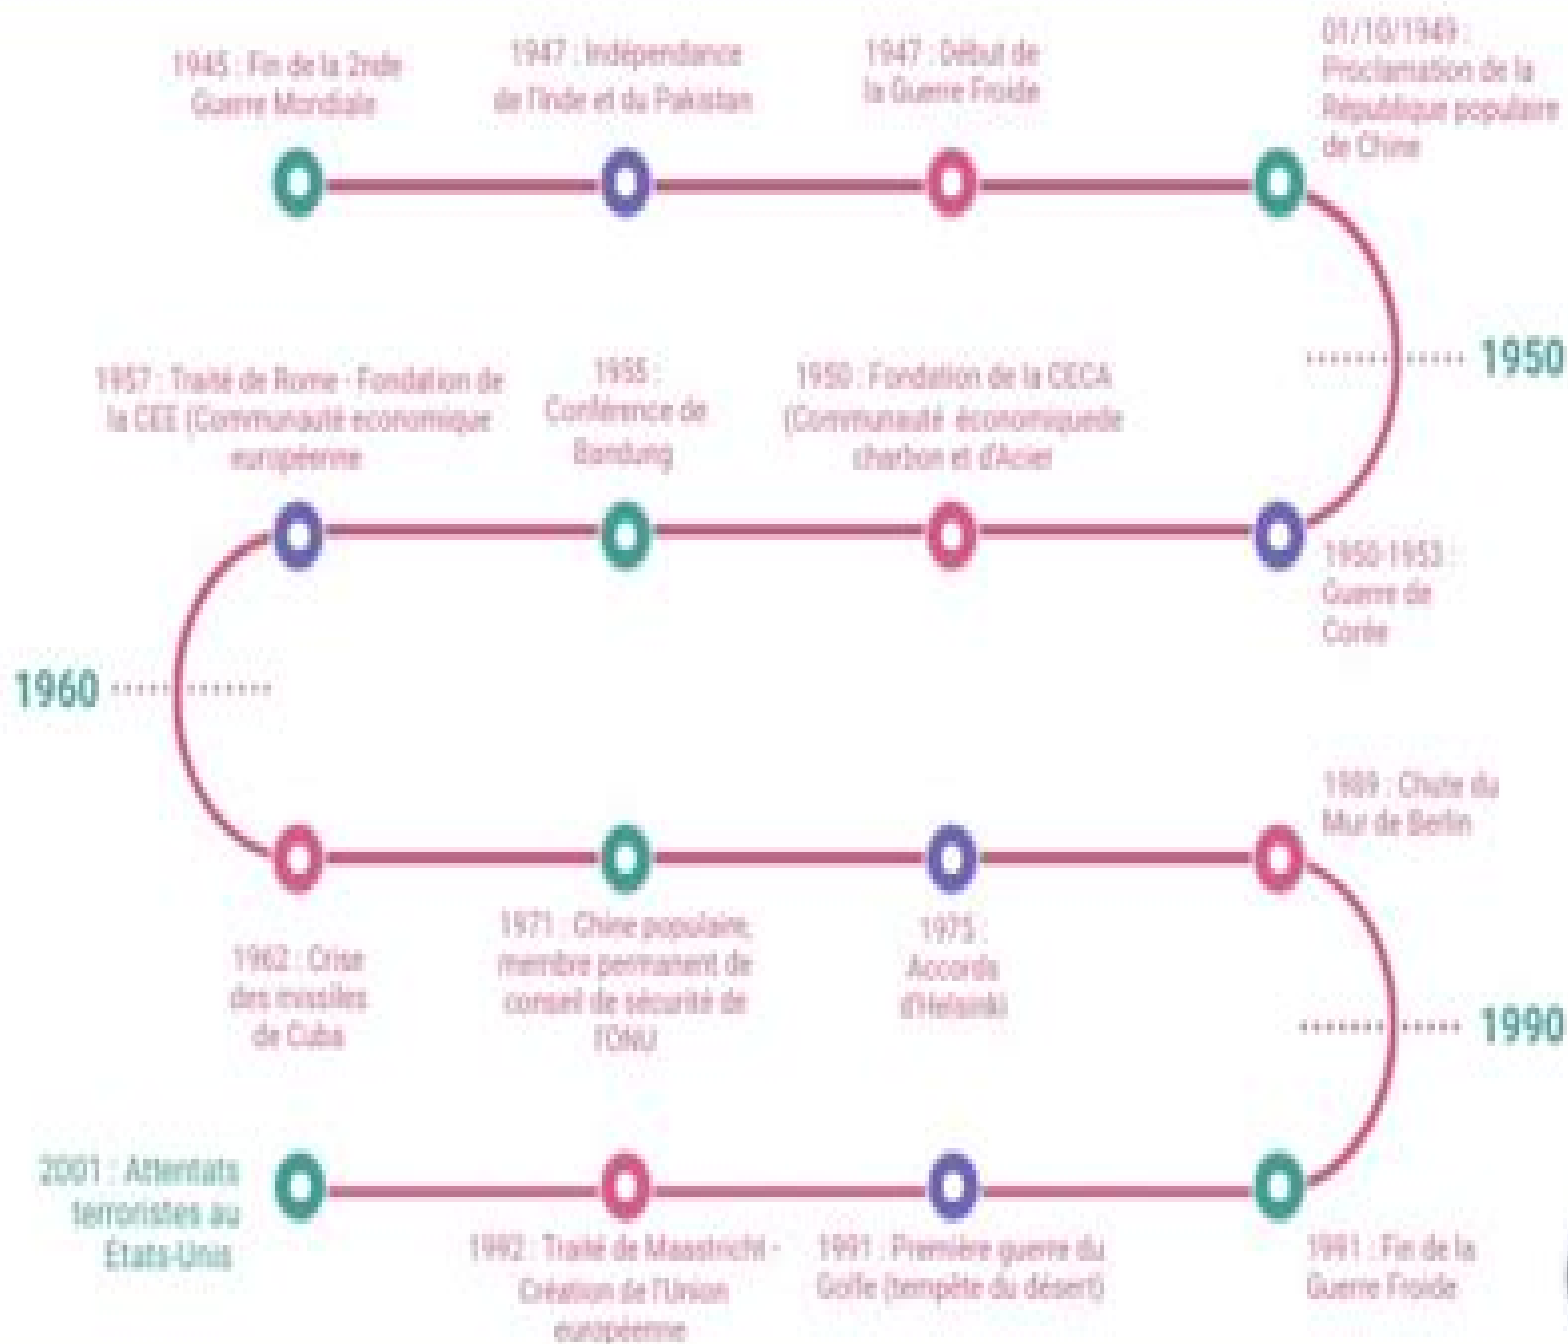 1945 : Fin de la 2nde
Guerre Mondiale
1947 : Indépendance
de l'Inde et du Pakistan
1947 : Début de
la Guerre Froide
01/10/1949 :
Proclamation de la
République populaire
de Chine
1950
1950-1953 :
Guerre de
Corée
1950 : Fondation de la CECA
(Communauté économiquede
charbon et d'Acier
1955 :
Conférence de
Bandung
1957 : Traité de Rome - Fondation de
la CEE (Communauté economique
européenne
1960
1962 : Crise
des missiles
de Cuba
1971 : Chine populaire,
membre permanent de
conseil de sécurité de
l'ONU
1975 :
Accords
d'Helsinki
1989 : Chute du
Mur de Berlin
1990
1991 : Fin de la
Guerre Froide
1991 : Première guerre du
Golfe (tempête du désert)
1992 : Traité de Maastricht -
Création de l'Union
européenne
2001 : Attentats
terroristes au
Etats-Unis